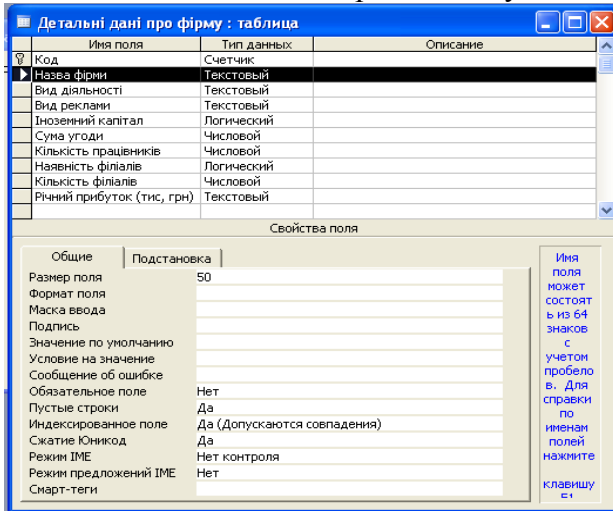 Детальні дані про фірму : таблица
Имя поля Тип данных Описание
Код Счетчик
Назва фірми Текстовый
Вид діяльності Текстовый
Вид реклами Текстовый
Іноземний капітал Логический
Сума угоди Числовой
Кількість працівників Числовой
Наявність філіалів Логический
Кількість філіалів Числовой
Річний прибуток (тис, грн) Текстовый
Свойства поля
Общие Подстановка
Размер поля 50
Формат поля
Маска ввода
Подпись
Значение по умолчанию
Условие на значение
Сообщение об ошибке
Обязательное поле Нет
Пустые строки Да
Индексированное поле Да (Допускаются совпадения)
Сжатие Юникод Да
Режим IME Нет контроля
Режим предложений IME Нет
Смарт-теги
Имя
поля
может
состоят
ь из 64
знаков
с
учетом
пробело
в. Для
справки
по
именам
полей
нажмите
клавишу
F1